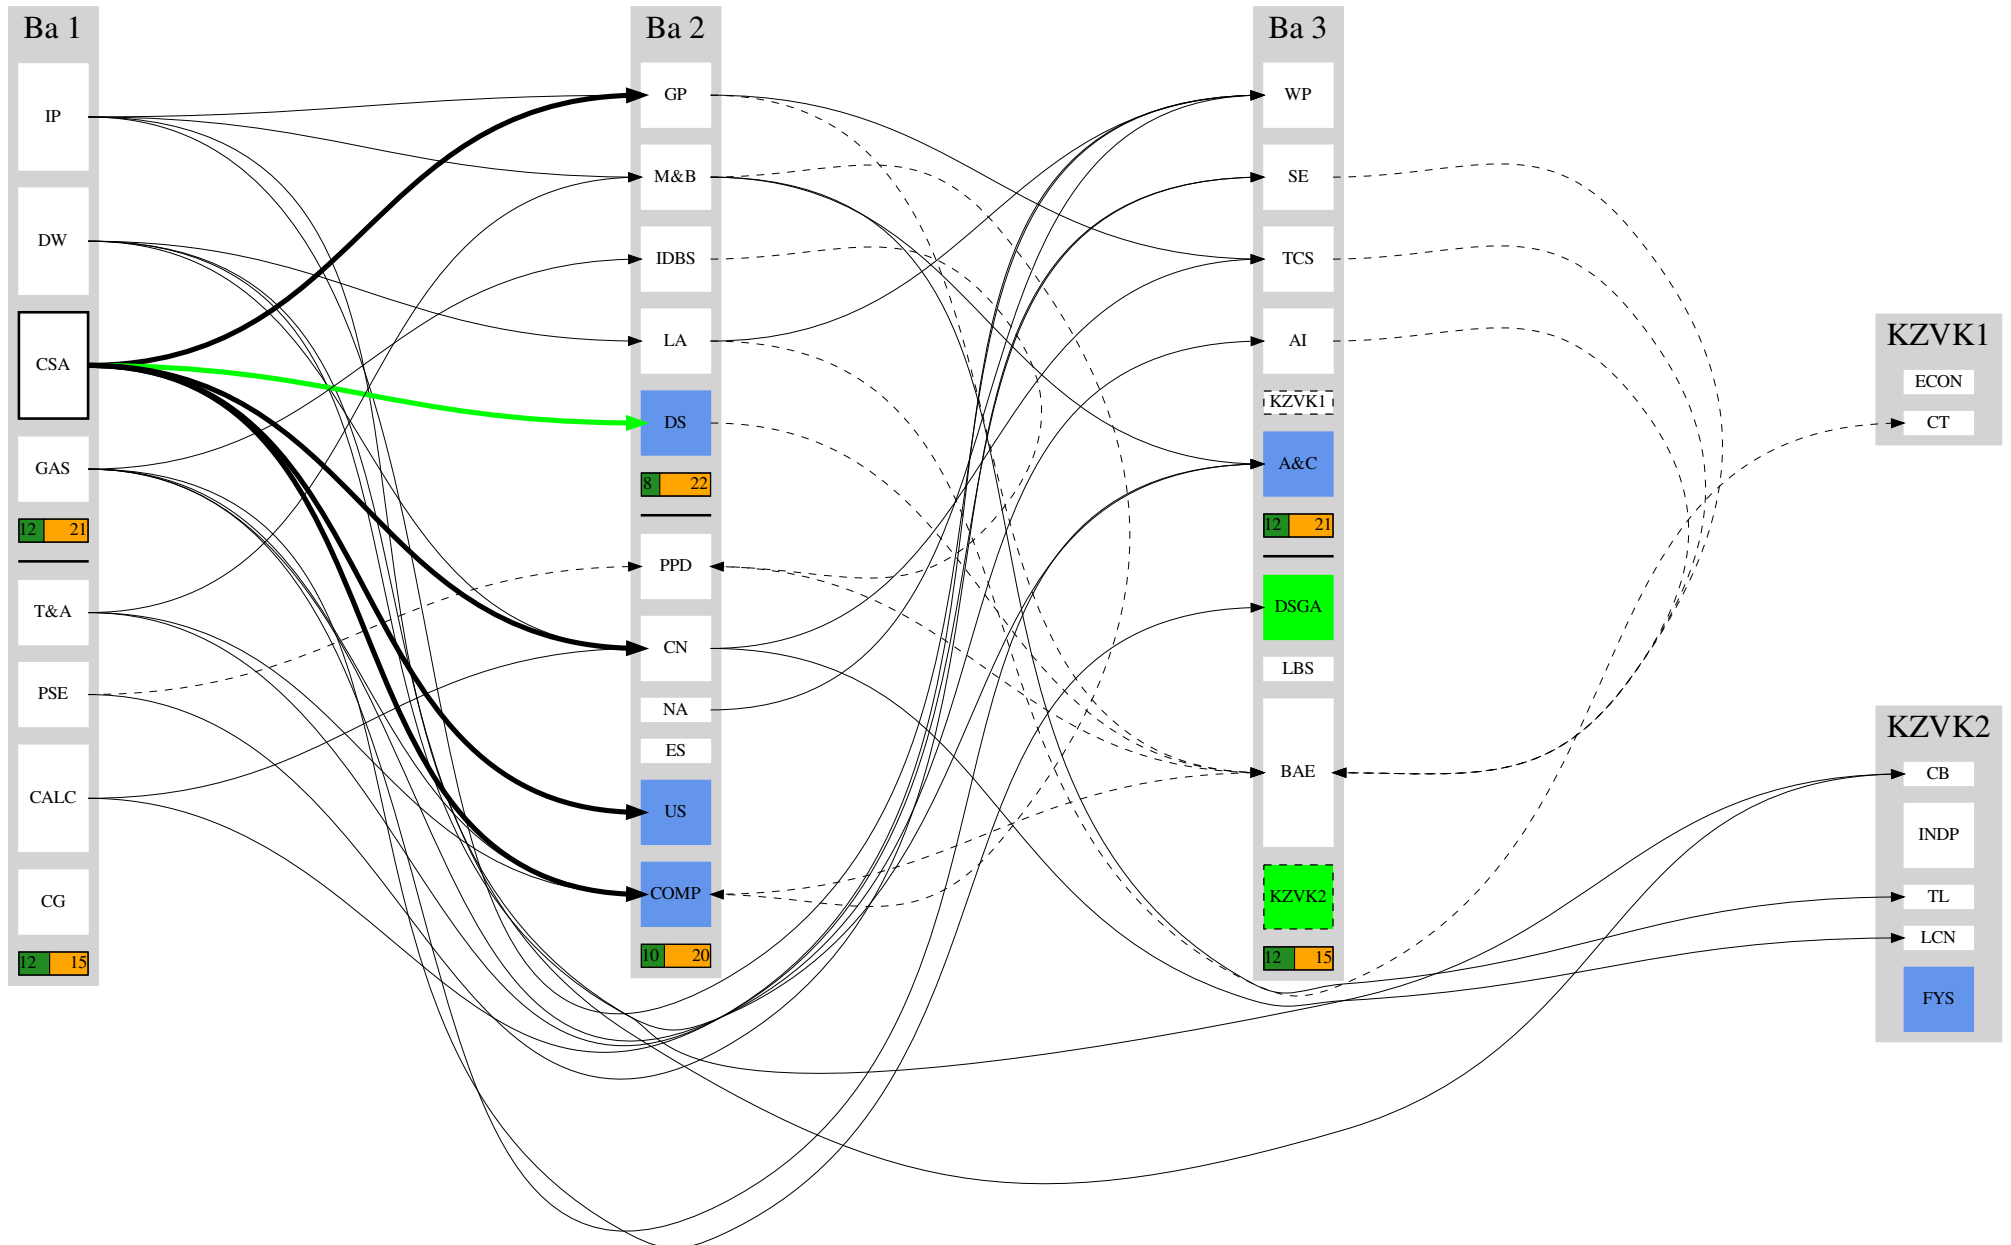 Ba 1
IP
DW
CSA
GAS
12 21
T&A
PSE
CALC
CG
12 15
Ba 2
GP
M&B
IDBS
LA
DS
8 22
PPD
CN
NA
ES
US
COMP
10 20
Ba 3
WP
SE
TCS
AI
KZVK1
A&C
12 21
DSGA
LBS
BAE
KZVK2
12 15
KZVK1
ECON
CT
KZVK2
CB
INDP
TL
LCN
FYS